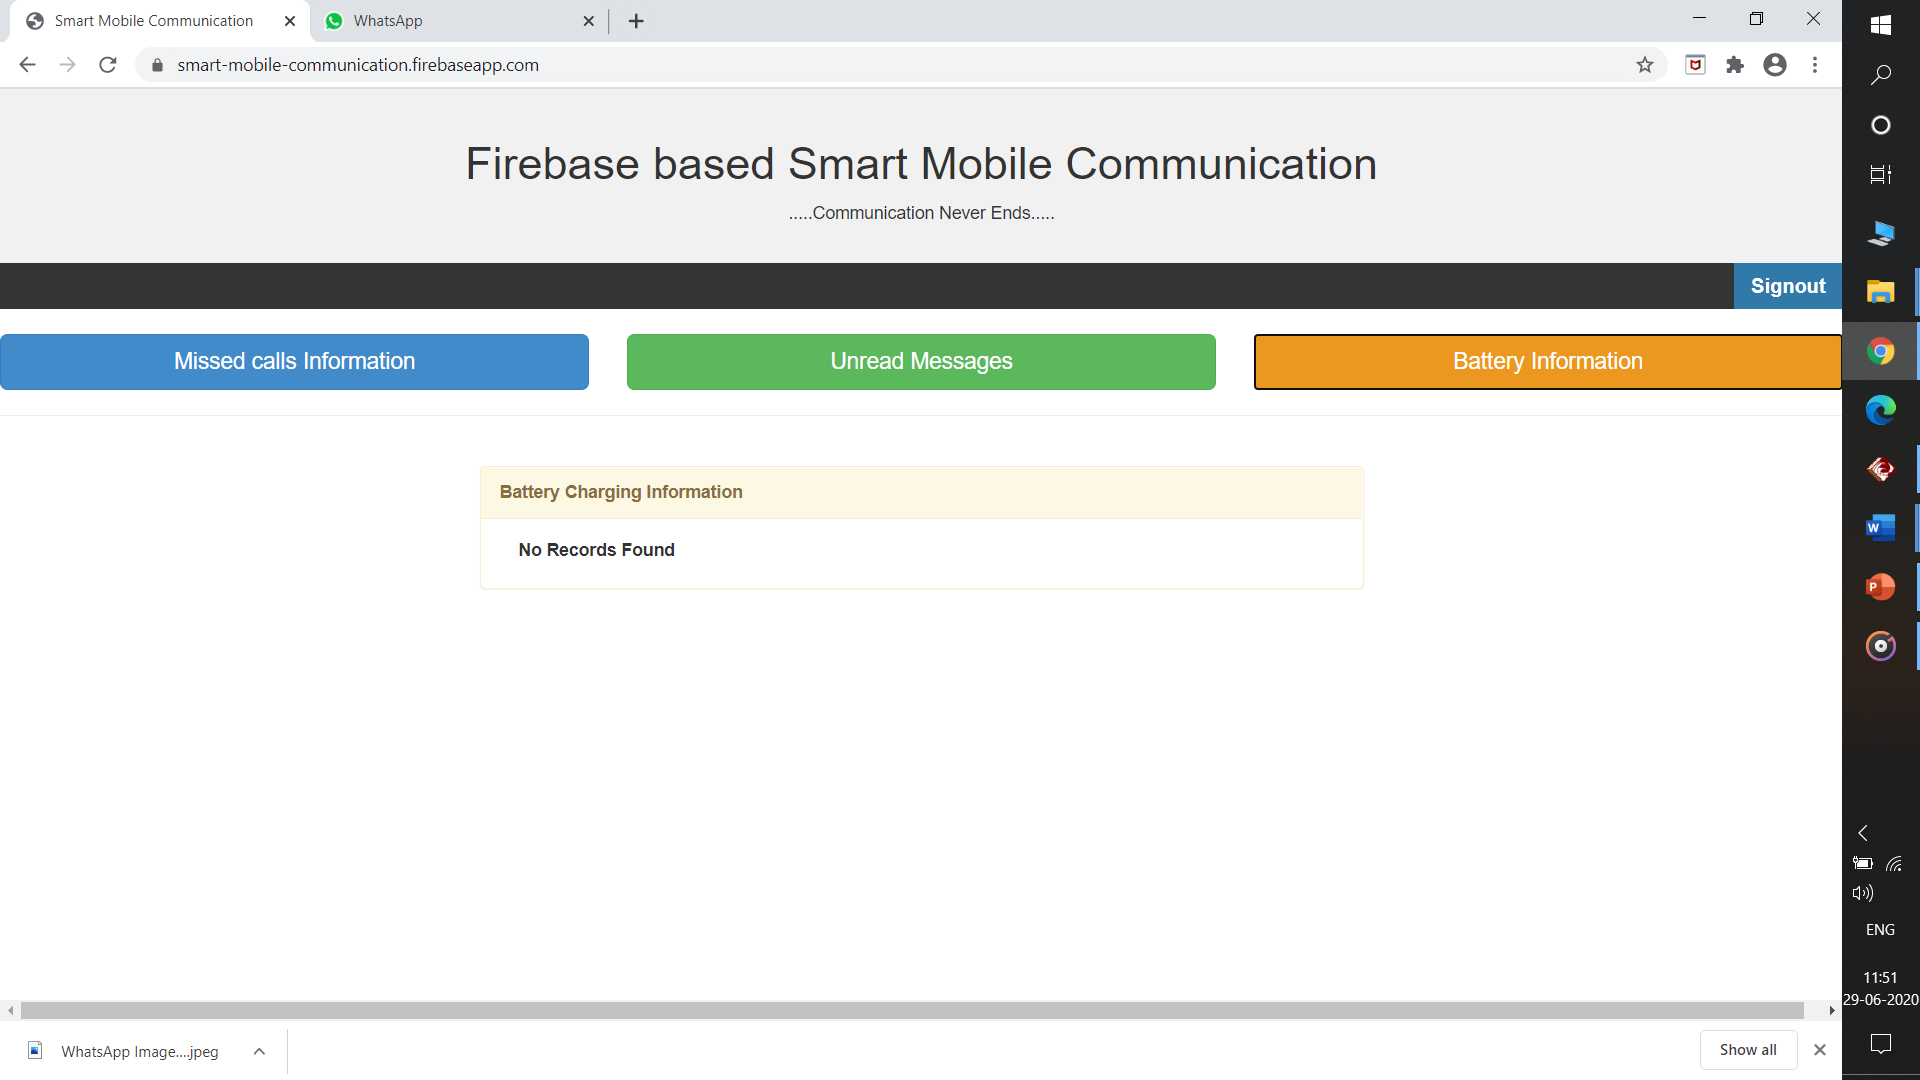 Smart Mobile Communication
WhatsApp
smart-mobile-communication.firebaseapp.com
Firebase based Smart Mobile Communication
.....Communication Never Ends.....
Signout
Missed calls Information
Unread Messages
Battery Information
Battery Charging Information
No Records Found
ENG
11:51
29-06-2020
WhatsApp Image....jpeg
Show all